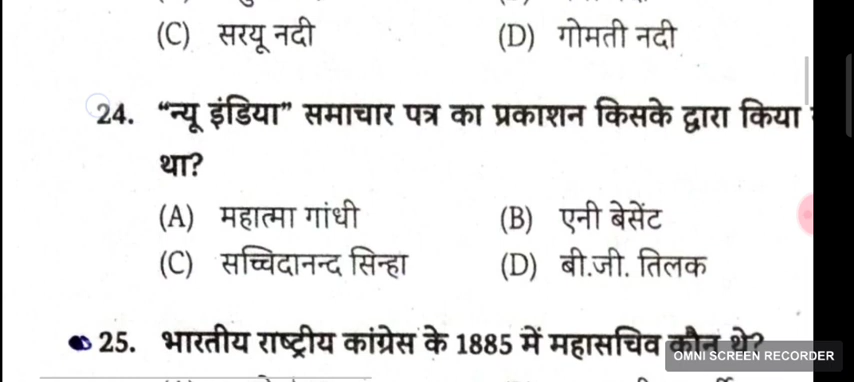 (C) सरयू नदी (D) गोमती नदी
24. “न्यू इंडिया” समाचार पत्र का प्रकाशन किसके द्वारा किया
था?
(A) महात्मा गांधी (B) एनी बेसेंट
(C) सच्चिदानन्द सिन्हा (D) बी.जी. तिलक
25. भारतीय राष्ट्रीय कांग्रेस के 1885 में महासचिव कौन थे?
OMNI SCREEN RECORDER